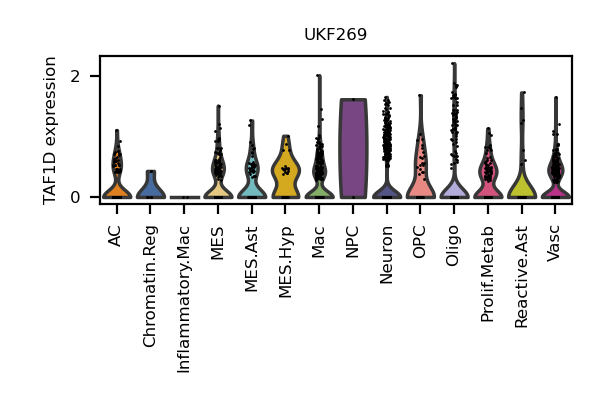 UKF269
TAF1D expression
2
0
AC
Chromatin.Reg
Inflammatory.Mac
MES
MES.Ast
MES.Hyp
Mac
NPC
Neuron
OPC
Oligo
Prolif.Metab
Reactive.Ast
Vasc